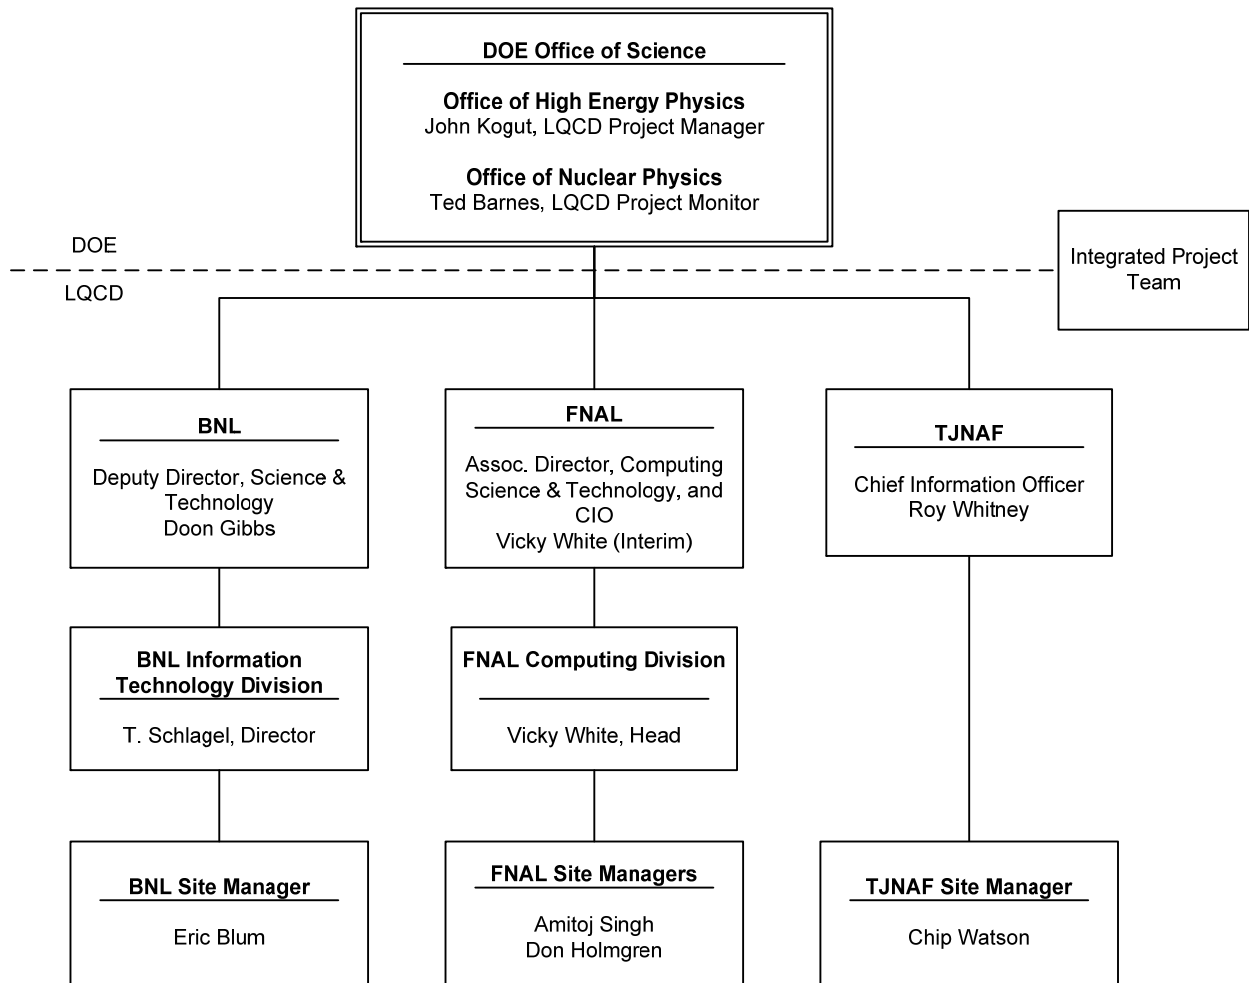 DOE Office of Science
Office of High Energy Physics
John Kogut, LQCD Project Manager
Office of Nuclear Physics
Ted Barnes, LQCD Project Monitor
DOE
LQCD
Integrated Project
Team
BNL
Deputy Director, Science &
Technology
Doon Gibbs
FNAL
Assoc. Director, Computing
Science & Technology, and
CIO
Vicky White (Interim)
TJNAF
Chief Information Officer
Roy Whitney
BNL Information
Technology Division
T. Schlagel, Director
FNAL Computing Division
Vicky White, Head
BNL Site Manager
Eric Blum
FNAL Site Managers
Amitoj Singh
Don Holmgren
TJNAF Site Manager
Chip Watson